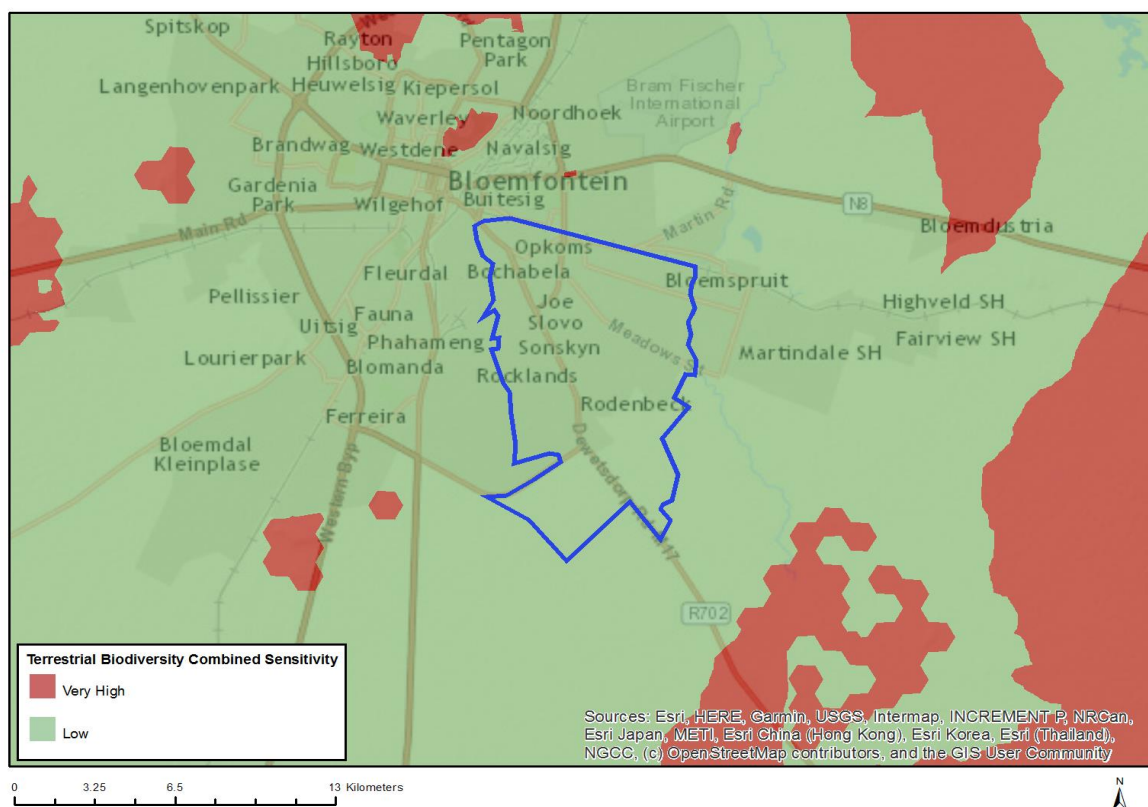 Spitskop
Rayton
Pentagon
Park
Hillsboro
Langenhovenpark
Heuwelsig
Kiepersol
Bram Fischer
International
Airport
Waverley
Noordhoek
Brandwag
Westdene
Navalsig
Gardenia
Park
Bloemfontein
Wilgehof
Buitesig
Main Rd
Martin Rd
N8
Bloemdustria
Opkoms
Fleurdal
Bochabela
Bloemspruit
Pellissier
Joe
Slovo
Highveld SH
Fauna
Uitsig
Meadows St
Fairview SH
Phahameng
Sonskyn
Martindale SH
Lourierpark
Blomanda
Rocklands
Rodenbeck
Ferreira
Bloemdal
Kleinplase
Western Byp
Dewetsdorp Rd
R702
Terrestrial Biodiversity Combined Sensitivity
Very High
Low
Sources: Esri, HERE, Garmin, USGS, Intermap, INCREMENT P, NRCan,
Esri Japan, METI, Esri China (Hong Kong), Esri Korea, Esri (Thailand),
NGCC, (c) OpenStreetMap contributors, and the GIS User Community
0 3.25 6.5 13 Kilometers
N